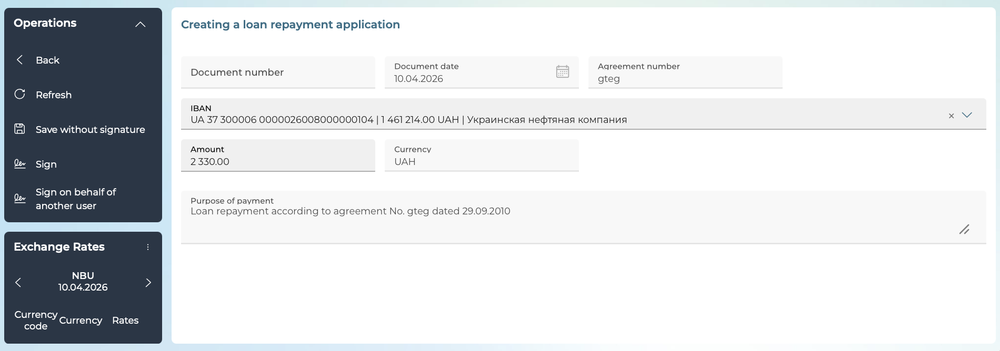 Operations
Back
Refresh
Save without signature
Sign
Sign on behalf of
another user
Exchange Rates
NBU
10.04.2026
Currency
code
Currency
Rates
Creating a loan repayment application
Document number
Document date
10.04.2026
Agreement number
gteg
IBAN
UA 37 300006 0000026008000000104 | 1 461 214.00 UAH | Украинская нефтяная компания
Amount
2 330.00
Currency
UAH
Purpose of payment
Loan repayment according to agreement No. gteg dated 29.09.2010